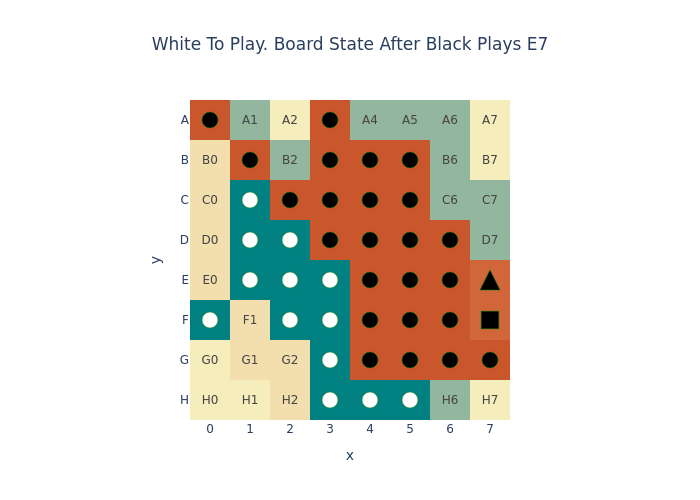 White To Play. Board State After Black Plays E7
A A1 A2 A4 A5 A6 A7
B B0 B2 B6 B7
C C0 C6 C7
D D0 D7
E E0
F F1
G G0 G1 G2
H H0 H1 H2 H6 H7
0 1 2 3 4 5 6 7
x
y